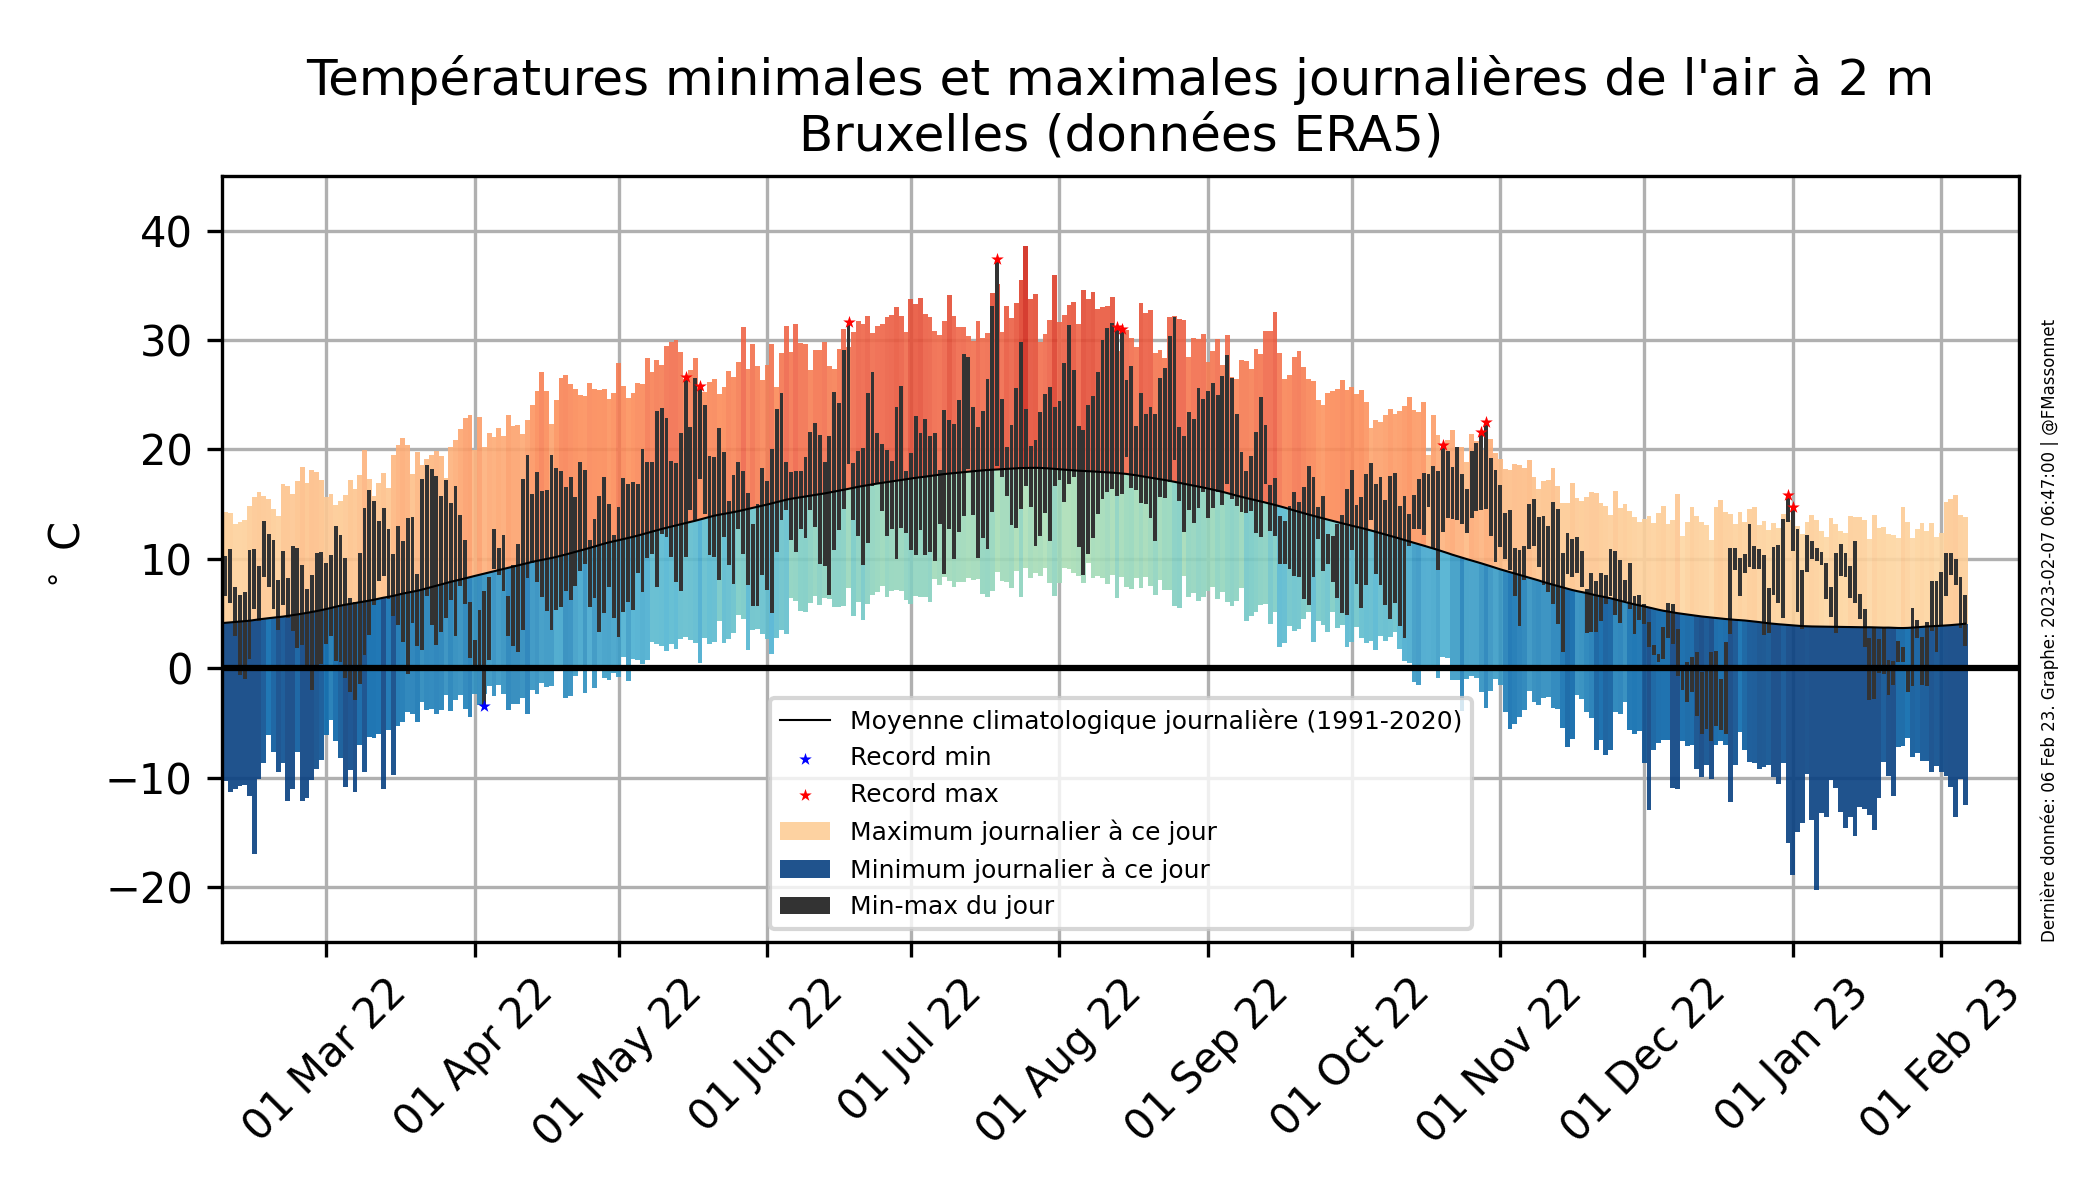 Températures minimales et maximales journalières de l'air à 2 m
Bruxelles (données ERA5)
° C
40
30
20
10
0
−10
−20
Moyenne climatologique journalière (1991-2020)
Record min
Record max
Maximum journalier à ce jour
Minimum journalier à ce jour
Min-max du jour
01 Mar 22
01 Apr 22
01 May 22
01 Jun 22
01 Jul 22
01 Aug 22
01 Sep 22
01 Oct 22
01 Nov 22
01 Dec 22
01 Jan 23
01 Feb 23
Dernière donnée: 06 Feb 23. Graphe: 2023-02-07 06:47:00 | @FMassonnet